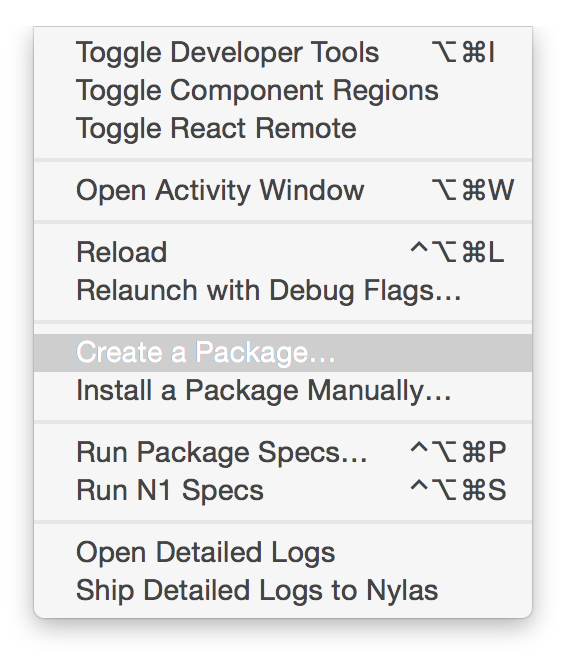 Toggle Developer Tools ⌥⌘I
Toggle Component Regions
Toggle React Remote
Open Activity Window ⌥⌘W
Reload ^⌥⌘L
Relaunch with Debug Flags…
Create a Package…
Install a Package Manually…
Run Package Specs… ^⌥⌘P
Run N1 Specs ^⌥⌘S
Open Detailed Logs
Ship Detailed Logs to Nylas